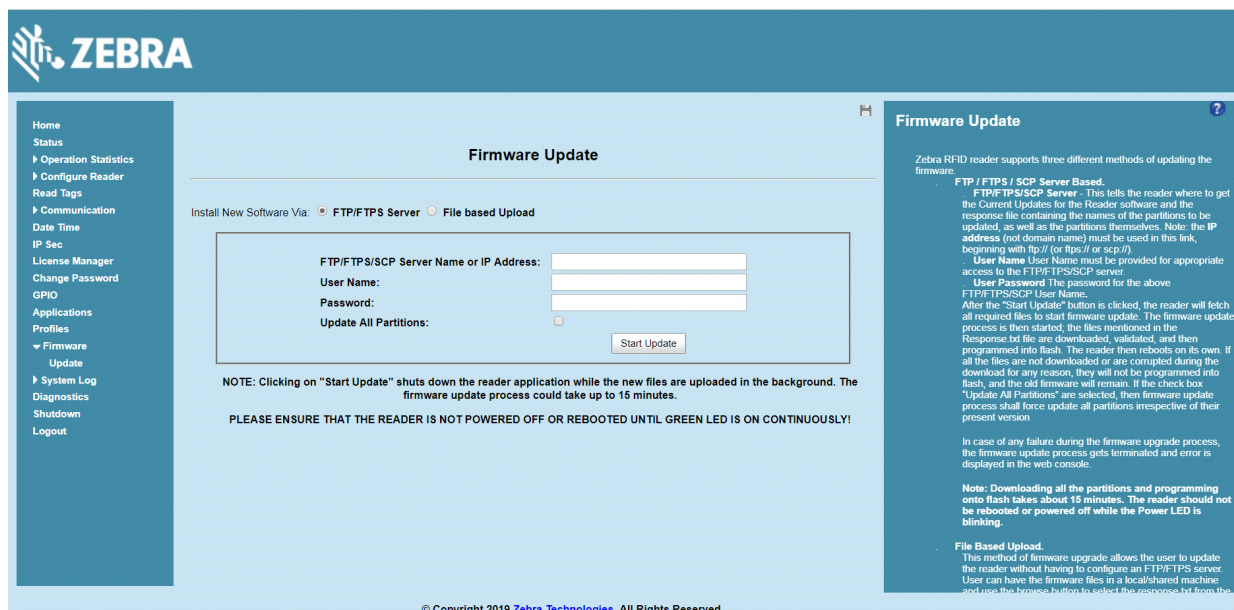 ZEBRA
Home
Status
Operation Statistics
Configure Reader
Read Tags
Communication
Date Time
IP Sec
License Manager
Change Password
GPIO
Applications
Profiles
Firmware
Update
System Log
Diagnostics
Shutdown
Logout
Firmware Update
Install New Software Via: FTP/FTPS Server File based Upload
FTP/FTPS/SCP Server Name or IP Address:
User Name:
Password:
Update All Partitions:
Start Update
NOTE: Clicking on "Start Update" shuts down the reader application while the new files are uploaded in the background. The
firmware update process could take up to 15 minutes.
PLEASE ENSURE THAT THE READER IS NOT POWERED OFF OR REBOOTED UNTIL GREEN LED IS ON CONTINUOUSLY!
Firmware Update
?
Zebra RFID reader supports three different methods of updating the
firmware.
. FTP / FTPS / SCP Server Based.
. FTP/FTPS/SCP Server - This tells the reader where to get
the Current Updates for the Reader software and the
response file containing the names of the partitions to be
updated, as well as the partitions themselves. Note: the IP
address (not domain name) must be used in this link,
beginning with ftp:// (or ftps:// or scp://).
. User Name User Name must be provided for appropriate
access to the FTP/FTPS/SCP server.
. User Password The password for the above
FTP/FTPS/SCP User Name.
After the "Start Update" button is clicked, the reader will fetch
all required files to start firmware update. The firmware update
process is then started; the files mentioned in the
Response.txt file are downloaded, validated, and then
programmed into flash. The reader then reboots on its own. If
all the files are not downloaded or are corrupted during the
download for any reason, they will not be programmed into
flash, and the old firmware will remain. If the check box
"Update All Partitions" are selected, then firmware update
process shall force update all partitions irrespective of their
present version
In case of any failure during the firmware upgrade process,
the firmware update process gets terminated and error is
displayed in the web console.
Note: Downloading all the partitions and programming
onto flash takes about 15 minutes. The reader should not
be rebooted or powered off while the Power LED is
blinking.
. File Based Upload.
This method of firmware upgrade allows the user to update
the reader without having to configure an FTP/FTPS server.
User can have the firmware files in a local/shared machine
and use the browse button to select the response.txt from the
© Copyright 2019 Zebra Technologies. All Rights Reserved